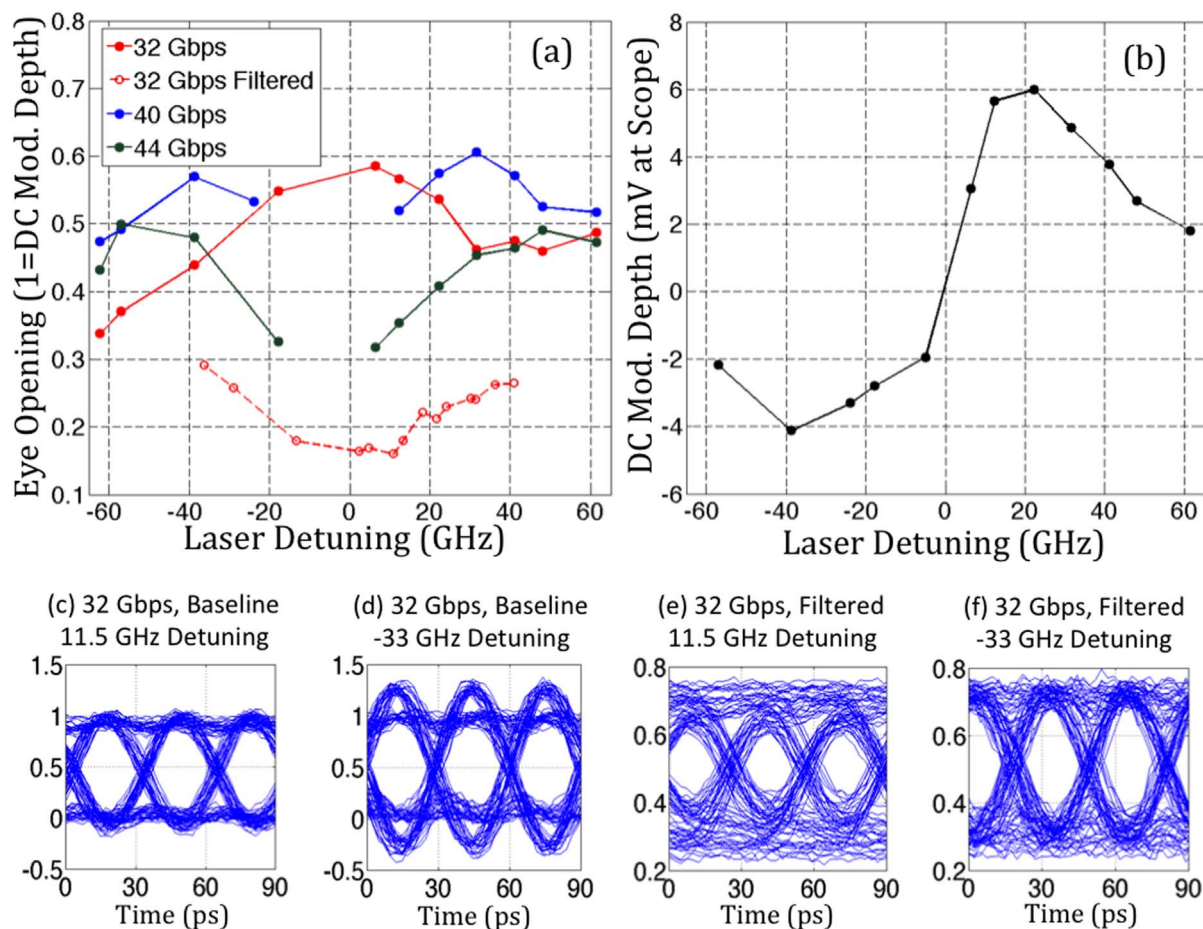 (a)
Eye Opening (1=DC Mod. Depth)
0.8
0.7
0.6
0.5
0.4
0.3
0.2
0.1
32 Gbps
32 Gbps Filtered
40 Gbps
44 Gbps
-60 -40 -20 0 20 40 60
Laser Detuning (GHz)
(b)
DC Mod. Depth (mV at Scope)
8
6
4
2
0
-2
-4
-6
-60 -40 -20 0 20 40 60
Laser Detuning (GHz)
(c) 32 Gbps, Baseline
11.5 GHz Detuning
1.5
1
0.5
0
-0.5
0 30 60 90
Time (ps)
(d) 32 Gbps, Baseline
-33 GHz Detuning
1.5
1
0.5
0
-0.5
0 30 60 90
Time (ps)
(e) 32 Gbps, Filtered
11.5 GHz Detuning
0.8
0.6
0.4
0.2
0 30 60 90
Time (ps)
(f) 32 Gbps, Filtered
-33 GHz Detuning
0.8
0.6
0.4
0.2
0 30 60 90
Time (ps)